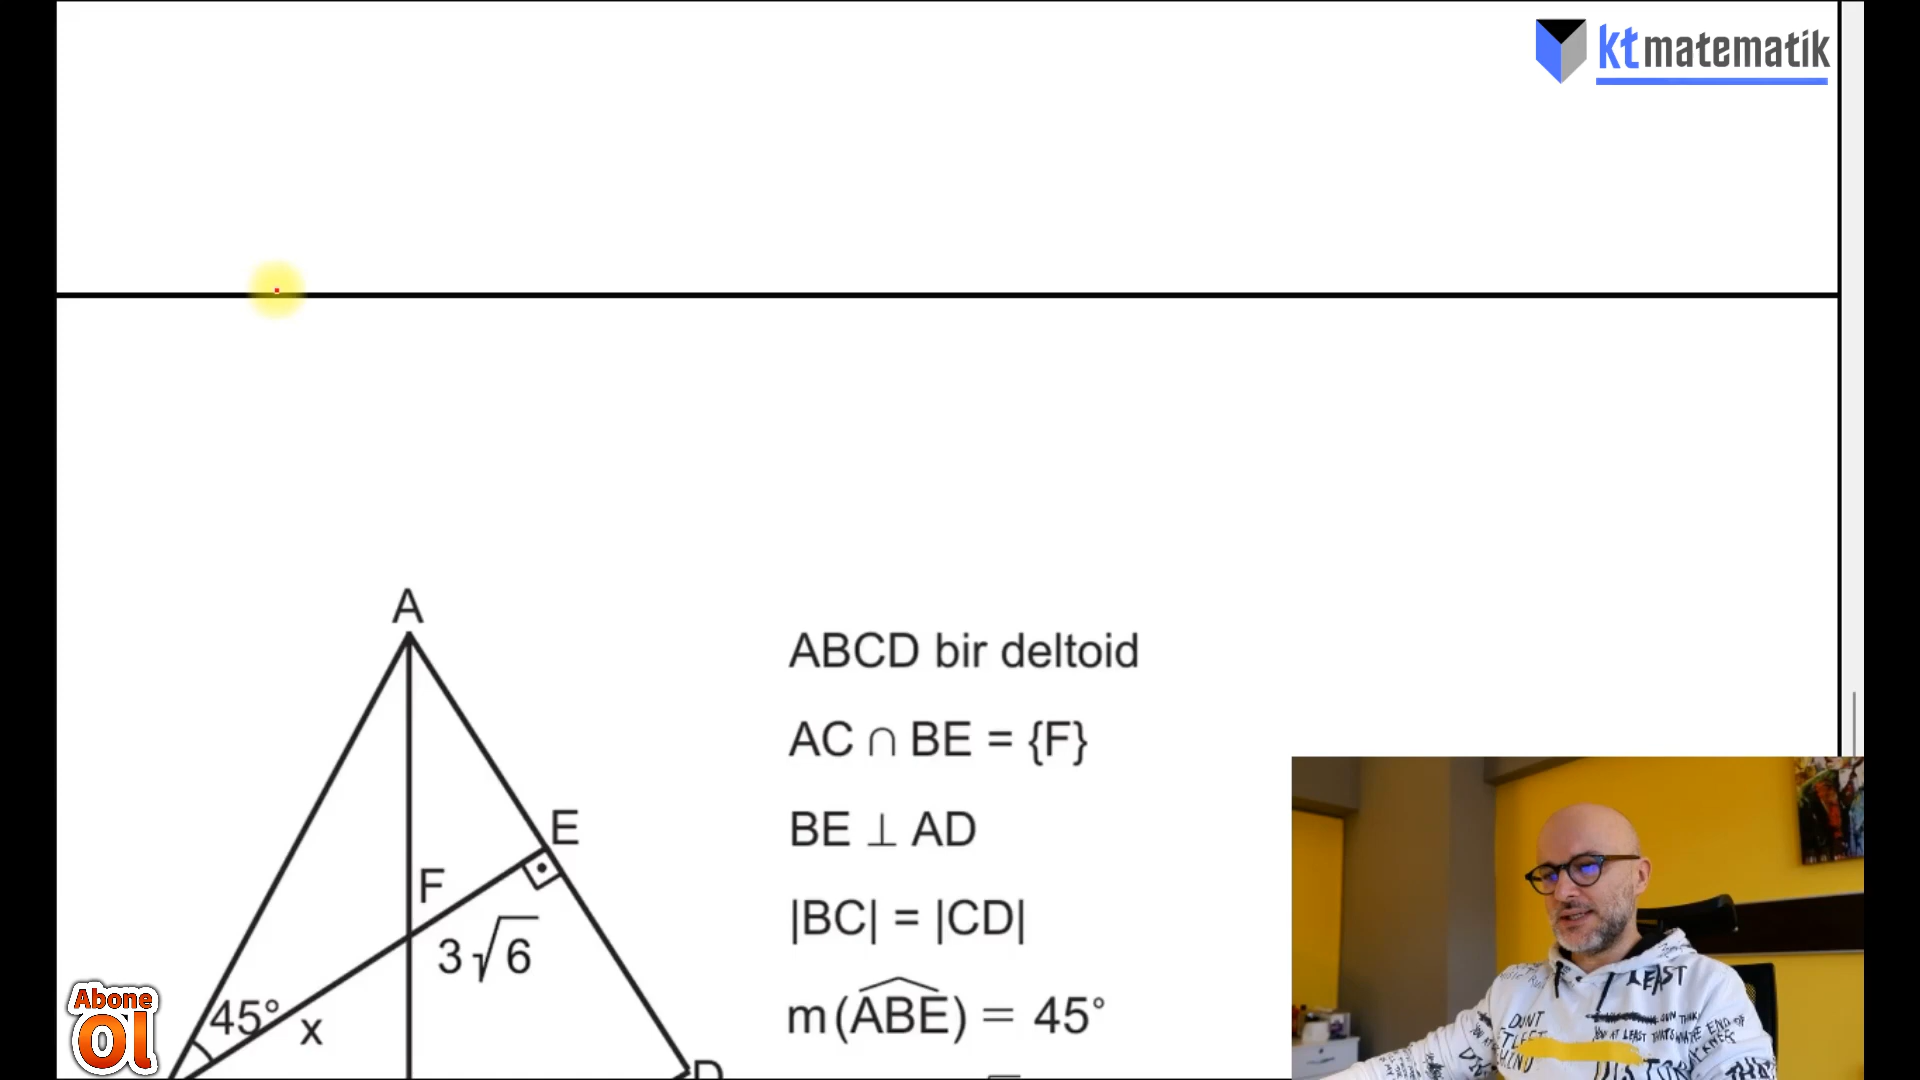 ktmatematik
A
E
F
3√6
45°
x
D
ABCD bir deltoid
AC ∩ BE = {F}
BE ⊥ AD
|BC| = |CD|
m(ABE) = 45°
Abone
Ol